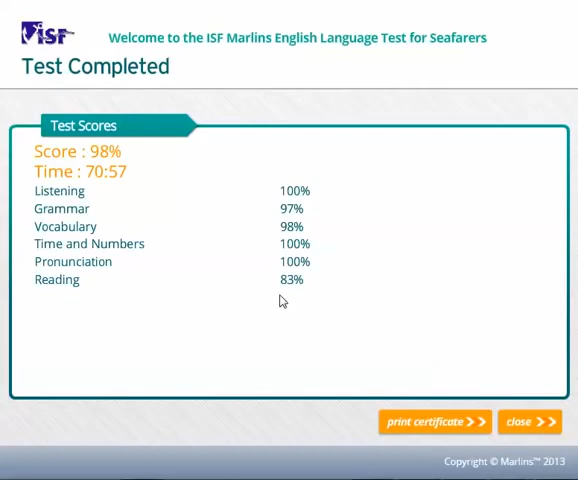 ISF
Welcome to the ISF Marlins English Language Test for Seafarers
Test Completed
Test Scores
Score : 98%
Time : 70:57
Listening 100%
Grammar 97%
Vocabulary 98%
Time and Numbers 100%
Pronunciation 100%
Reading 83%
print certificate >>
close >>
Copyright © Marlins™ 2013